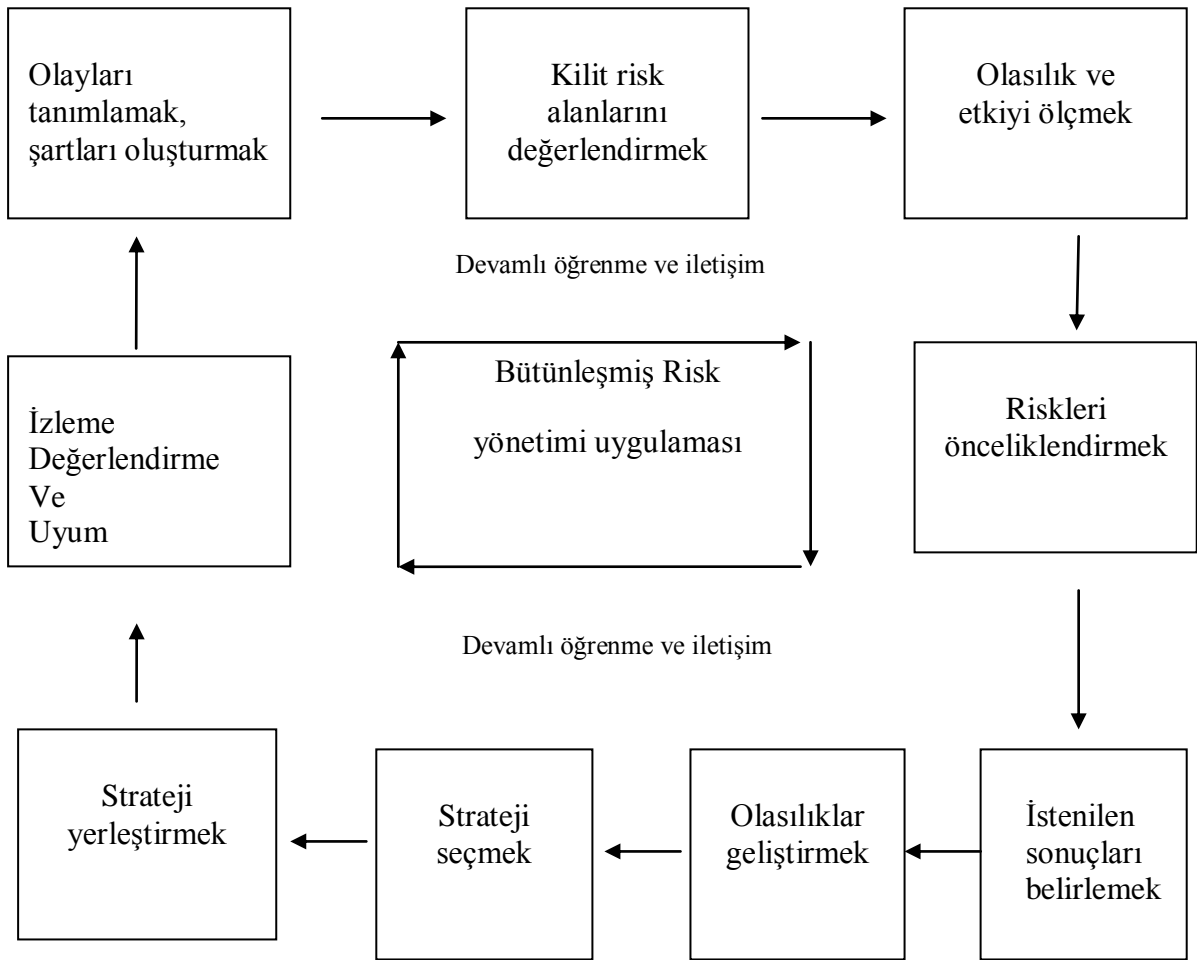 Olayları
tanımlamak,
şartları oluşturmak
Kilit risk
alanlarını
değerlendirmek
Olasılık ve
etkiyi ölçmek
Devamlı öğrenme ve iletişim
İzleme
Değerlendirme
Ve
Uyum
Bütünleşmiş Risk
yönetimi uygulaması
Riskleri
önceliklendirmek
Devamlı öğrenme ve iletişim
Strateji
yerleştirmek
Strateji
seçmek
Olasılıklar
geliştirmek
İstenilen
sonuçları
belirlemek